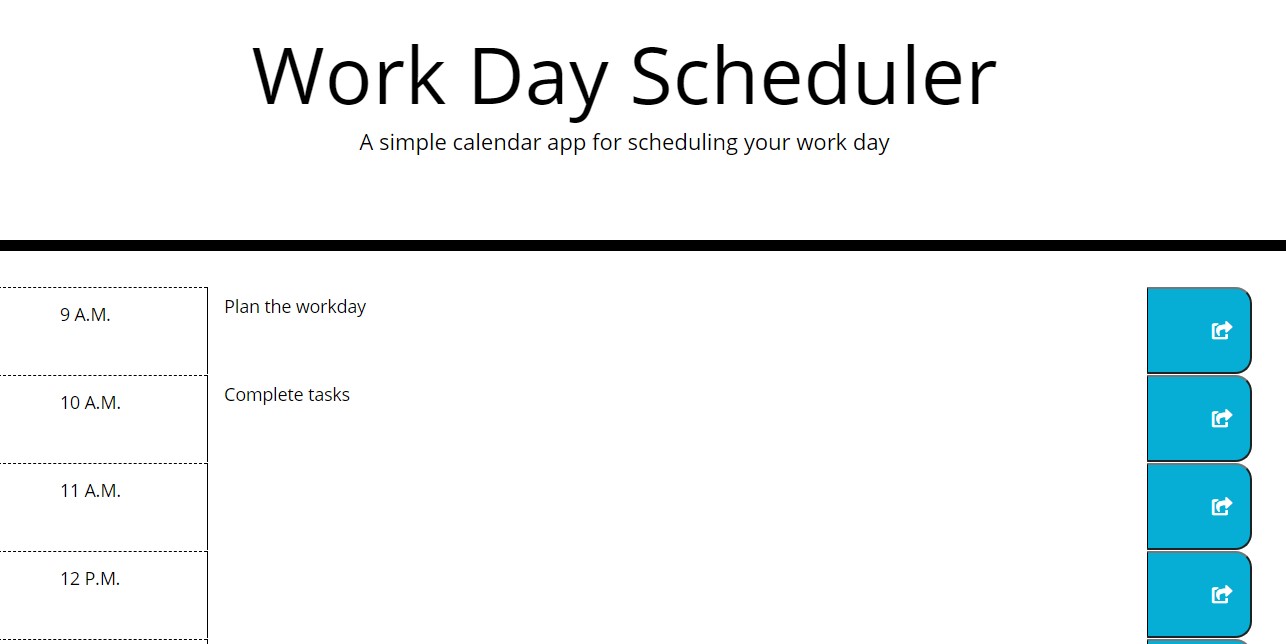 Work Day Scheduler
A simple calendar app for scheduling your work day
9 A.M.
Plan the workday
10 A.M.
Complete tasks
11 A.M.
12 P.M.